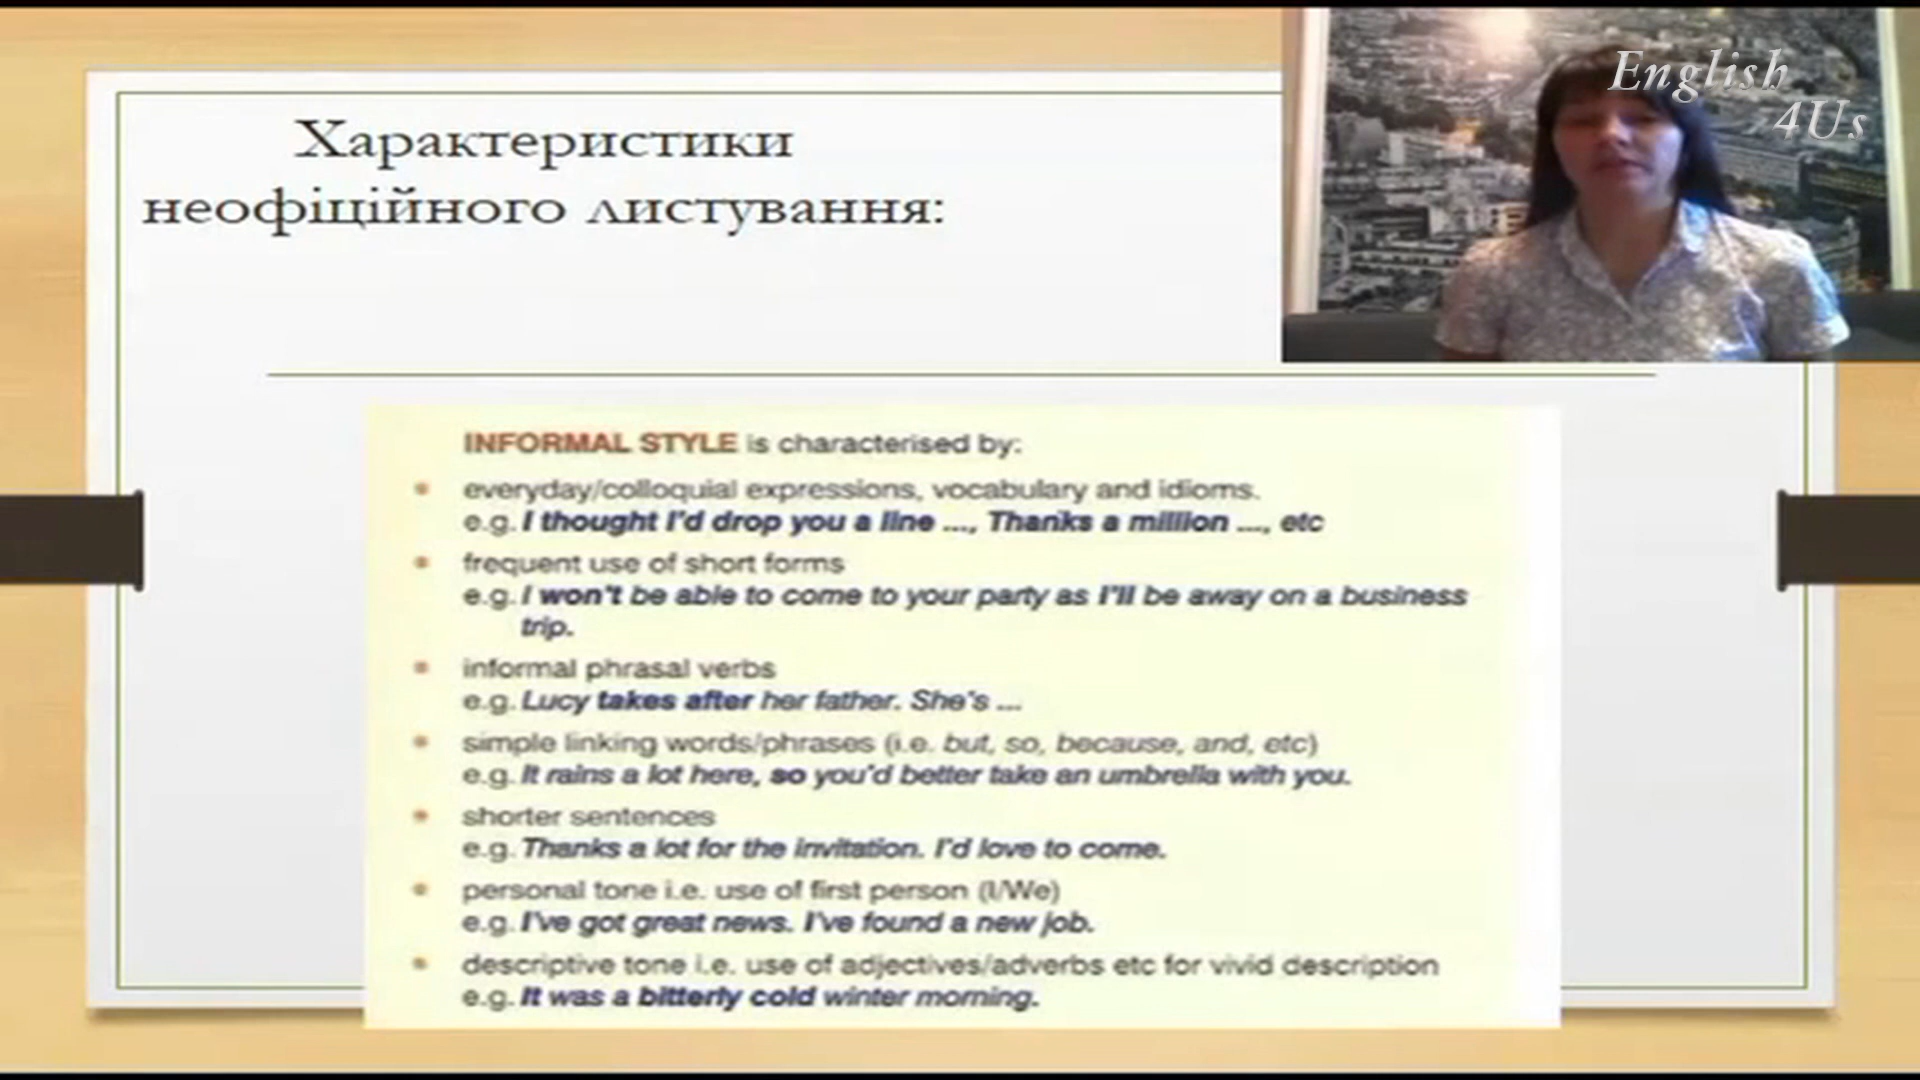 Характеристики
неофіційного листування:
English
4Us
INFORMAL STYLE is characterised by:
• everyday/colloquial expressions, vocabulary and idioms.
e.g. I thought I'd drop you a line ..., Thanks a million ..., etc
• frequent use of short forms
e.g. I won't be able to come to your party as I'll be away on a business
trip.
• informal phrasal verbs
e.g. Lucy takes after her father. She's ...
• simple linking words/phrases (i.e. but, so, because, and, etc)
e.g. It rains a lot here, so you'd better take an umbrella with you.
• shorter sentences
e.g. Thanks a lot for the invitation. I'd love to come.
• personal tone i.e. use of first person (I/We)
e.g. I've got great news. I've found a new job.
• descriptive tone i.e. use of adjectives/adverbs etc for vivid description
e.g. It was a bitterly cold winter morning.